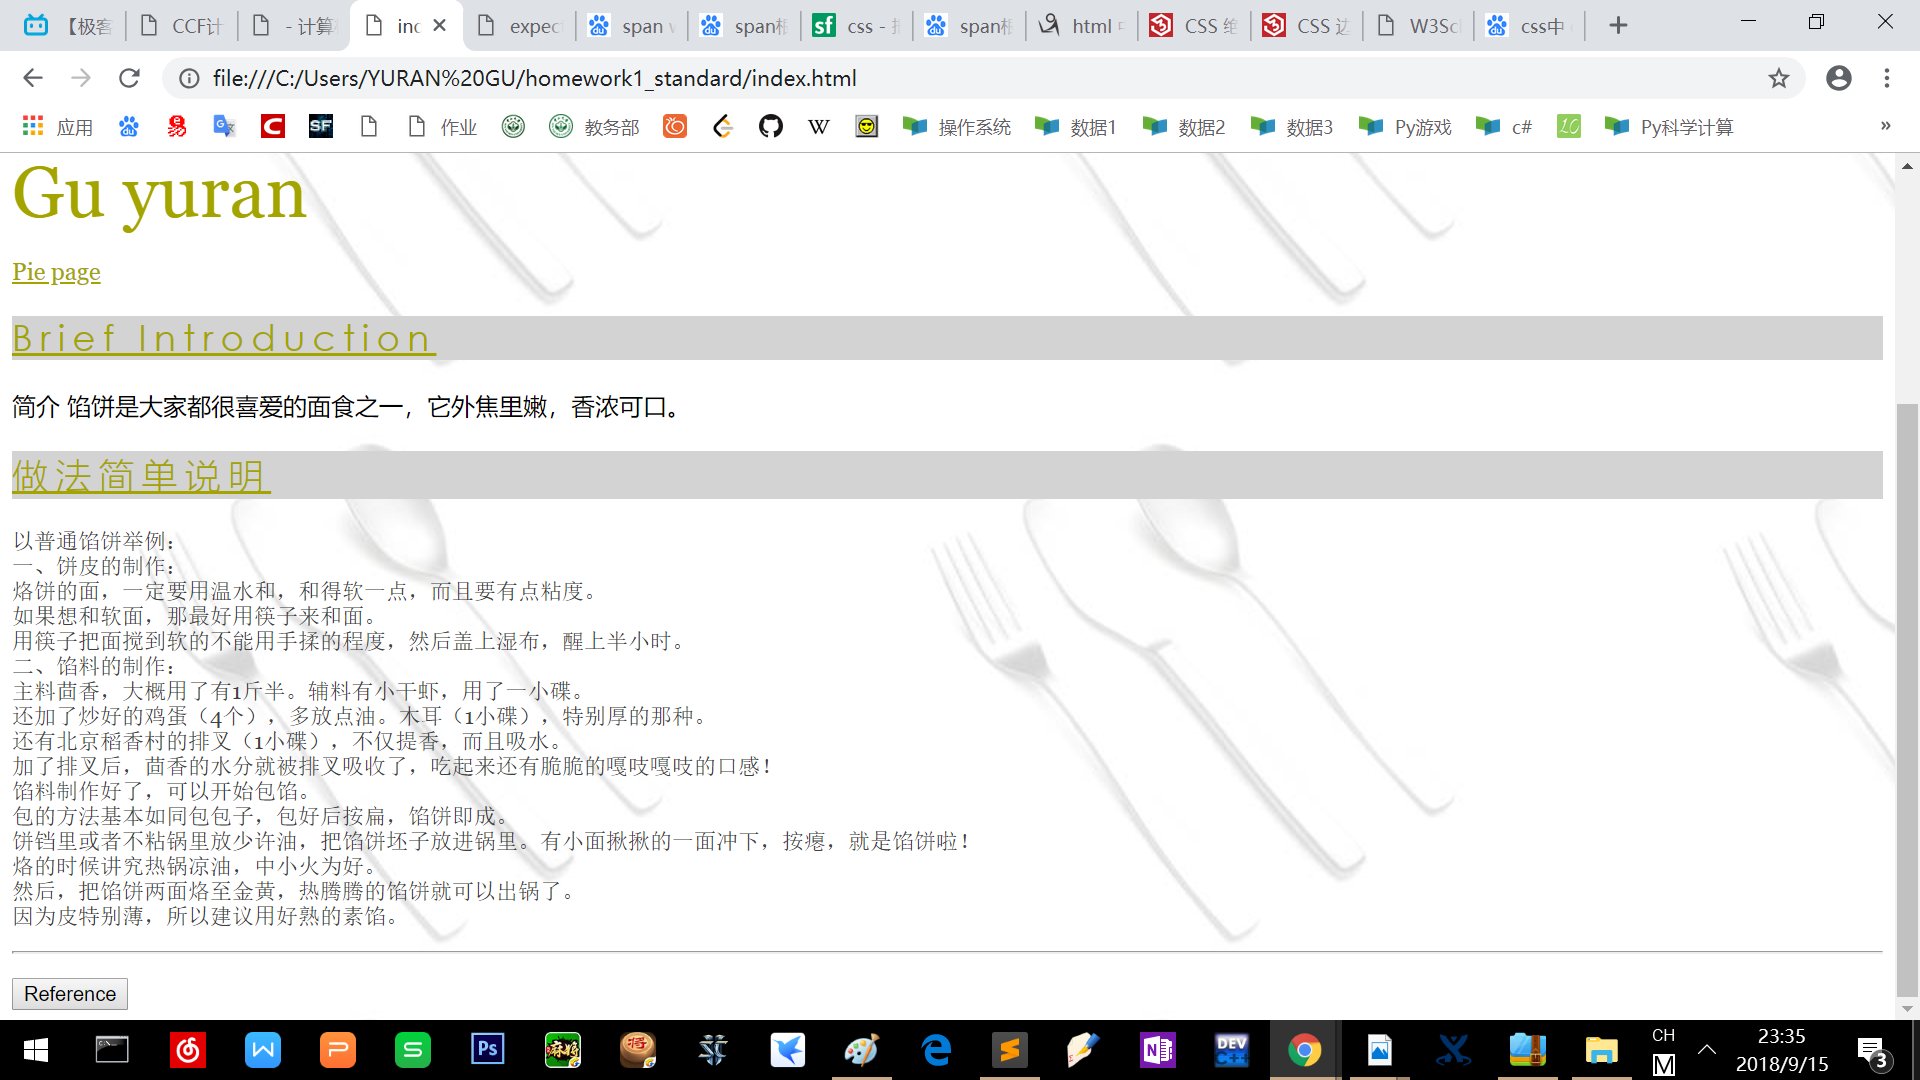 【极客
CCF计
- 计算
inc
expect
span w
span根
css - 指
span根
html 中
CSS 绝
CSS 边
W3Sch
css中
file:///C:/Users/YURAN%20GU/homework1_standard/index.html
应用
作业
教务部
操作系统
数据1
数据2
数据3
Py游戏
c#
Py科学计算
»
Gu yuran
Pie page
Brief Introduction
简介 馅饼是大家都很喜爱的面食之一，它外焦里嫩，香浓可口。
做法简单说明
以普通馅饼举例：
一、饼皮的制作：
烙饼的面，一定要用温水和，和得软一点，而且要有点粘度。
如果想和软面，那最好用筷子来和面。
用筷子把面搅到软的不能用手揉的程度，然后盖上湿布，醒上半小时。
二、馅料的制作：
主料茴香，大概用了有1斤半。辅料有小干虾，用了一小碟。
还加了炒好的鸡蛋（4个），多放点油。木耳（1小碟），特别厚的那种。
还有北京稻香村的排叉（1小碟），不仅提香，而且吸水。
加了排叉后，茴香的水分就被排叉吸收了，吃起来还有脆脆的嘎吱嘎吱的口感！
馅料制作好了，可以开始包馅。
包的方法基本如同包包子，包好后按扁，馅饼即成。
饼铛里或者不粘锅里放少许油，把馅饼坯子放进锅里。有小面揪揪的一面冲下，按瘪，就是馅饼啦！
烙的时候讲究热锅凉油，中小火为好。
然后，把馅饼两面烙至金黄，热腾腾的馅饼就可以出锅了。
因为皮特别薄，所以建议用好熟的素馅。
Reference
CH
M
23:35
2018/9/15
3